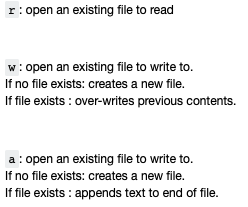 r : open an existing file to read
w : open an existing file to write to.
If no file exists: creates a new file.
If file exists : over-writes previous contents.
a : open an existing file to write to.
If no file exists: creates a new file.
If file exists : appends text to end of file.